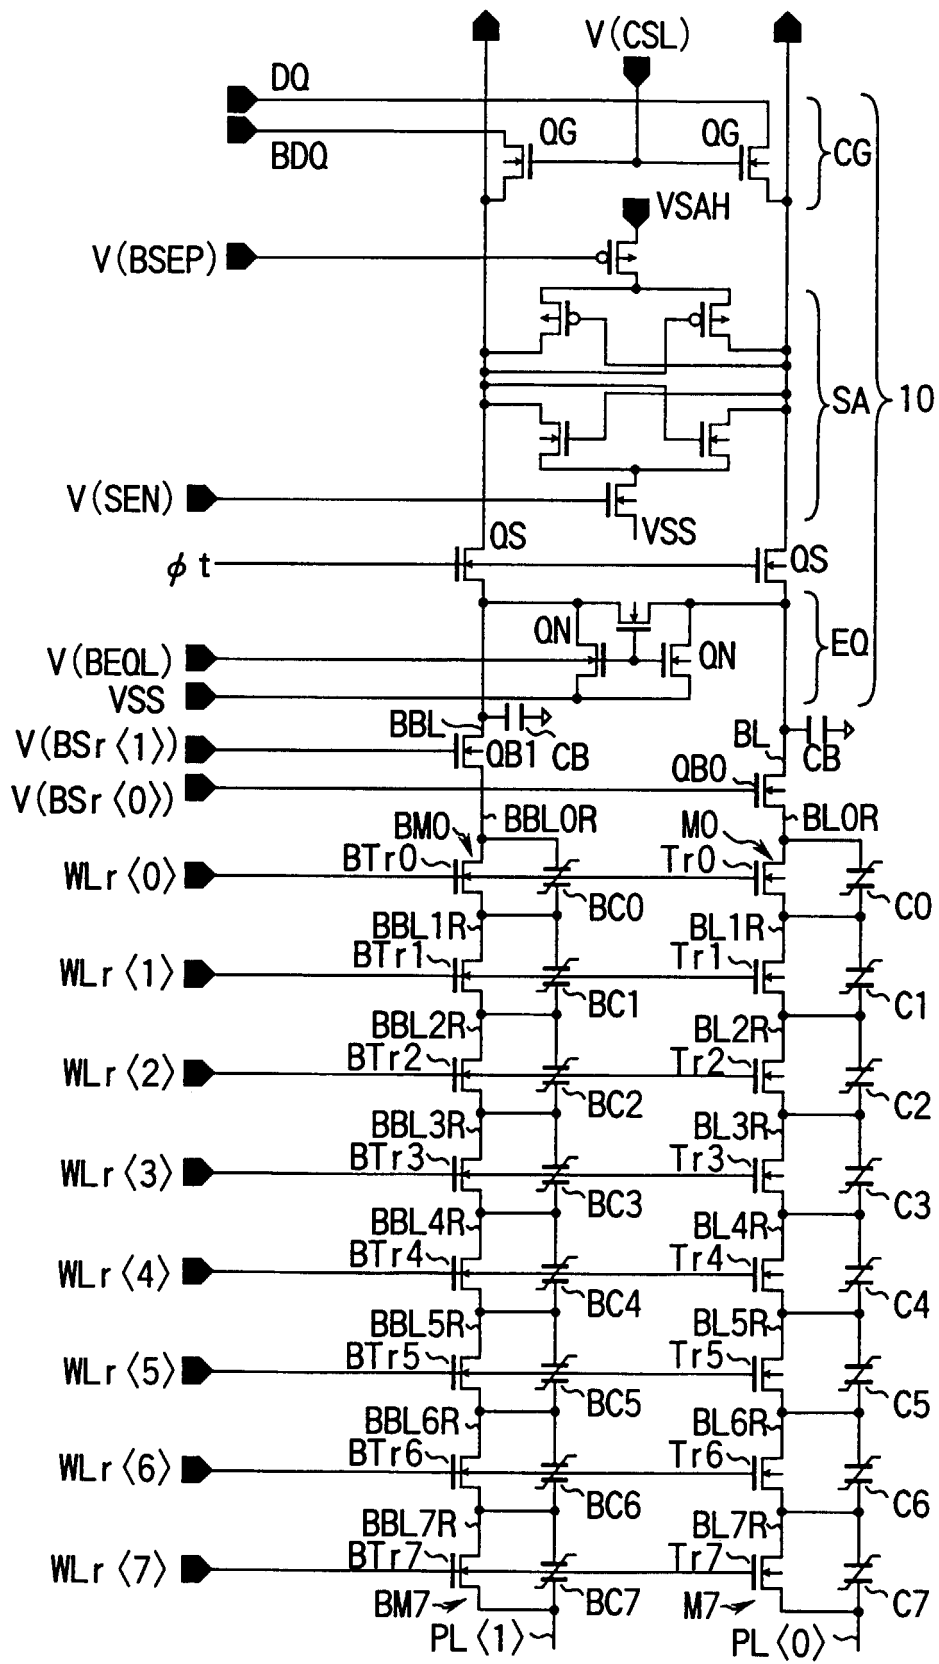 V(CSL)
DQ
BDQ
QG
QG
CG
VSAH
V(BSEP)
SA
10
V(SEN)
VSS
QS
QS
φt
QN
QN
EQ
V(BEQL)
VSS
BBL
BL
V(BSr⟨1⟩)
QB1
CB
CB
V(BSr⟨0⟩)
QB0
BBL0R
BL0R
BM0
M0
BTr0
Tr0
WLr⟨0⟩
BC0
C0
BBL1R
BL1R
BTr1
Tr1
WLr⟨1⟩
BC1
C1
BBL2R
BL2R
BTr2
Tr2
WLr⟨2⟩
BC2
C2
BBL3R
BL3R
BTr3
Tr3
WLr⟨3⟩
BC3
C3
BBL4R
BL4R
BTr4
Tr4
WLr⟨4⟩
BC4
C4
BBL5R
BL5R
BTr5
Tr5
WLr⟨5⟩
BC5
C5
BBL6R
BL6R
BTr6
Tr6
WLr⟨6⟩
BC6
C6
BBL7R
BL7R
BTr7
Tr7
WLr⟨7⟩
BC7
C7
BM7
M7
PL⟨1⟩
PL⟨0⟩